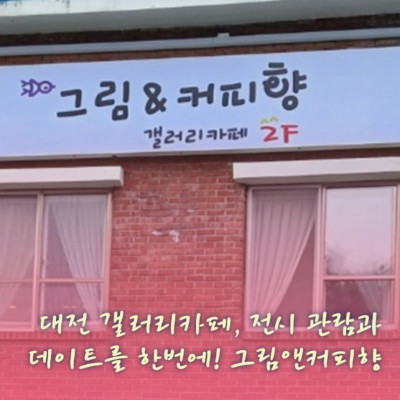 그림&커피향
갤러리카페 2F
대전 갤러리카페, 전시 관람과
데이트를 한번에! 그림앤커피향